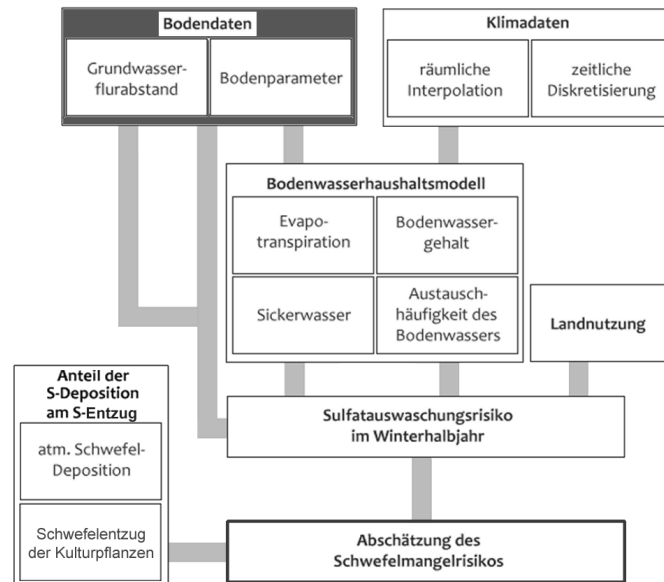 Bodendaten
Grundwasser-
flurabstand
Bodenparameter
Klimadaten
räumliche
Interpolation
zeitliche
Diskretisierung
Bodenwasserhaushaltsmodell
Evapo-
transpiration
Bodenwasser-
gehalt
Sickerwasser
Austausch-
häufigkeit des
Bodenwassers
Landnutzung
Anteil der
S-Deposition
am S-Entzug
atm. Schwefel-
Deposition
Schwefelentzug
der Kulturpflanzen
Sulfatauswaschungsrisiko
im Winterhalbjahr
Abschätzung des
Schwefelmangelrisikos